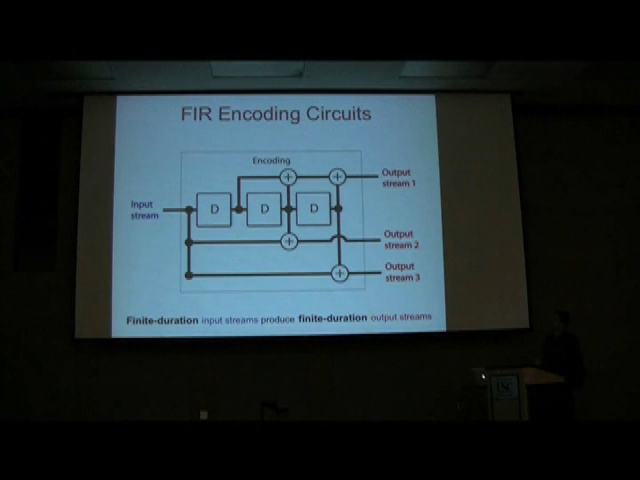 FIR Encoding Circuits
Encoding
Input
stream
D
D
D
Output
stream 1
Output
stream 2
Output
stream 3
Finite-duration input streams produce finite-duration output streams
USC